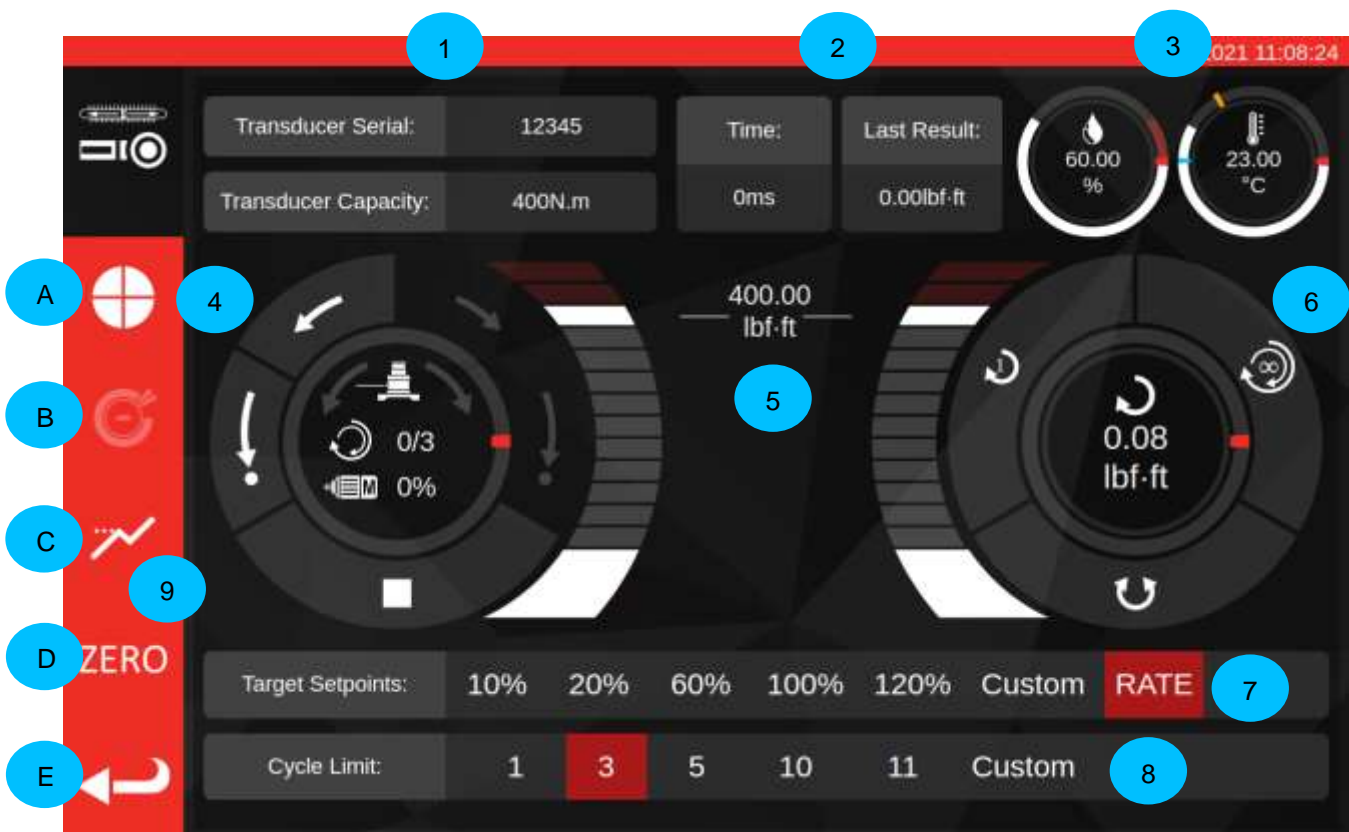 1
2
3
021 11:08:24
Transducer Serial:
12345
Time:
Last Result:
60.00
%
23.00
°C
Transducer Capacity:
400N.m
0ms
0.00lbf·ft
A
4
400.00
lbf·ft
6
1
∞
B
5
0/3
0%
M
0.08
lbf·ft
C
9
D
ZERO
Target Setpoints:
10%
20%
60%
100%
120%
Custom
RATE
7
E
Cycle Limit:
1
3
5
10
11
Custom
8